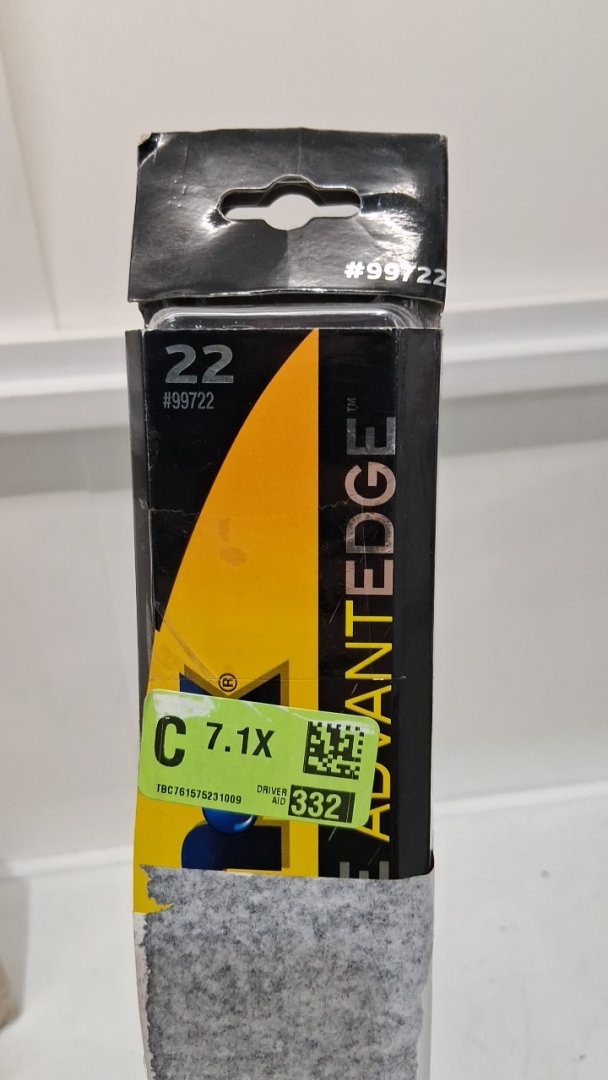 #99722
22
#99722
ADVANTEDGE™
®
C 7.1X
TBC761575231009
DRIVER
AID 332